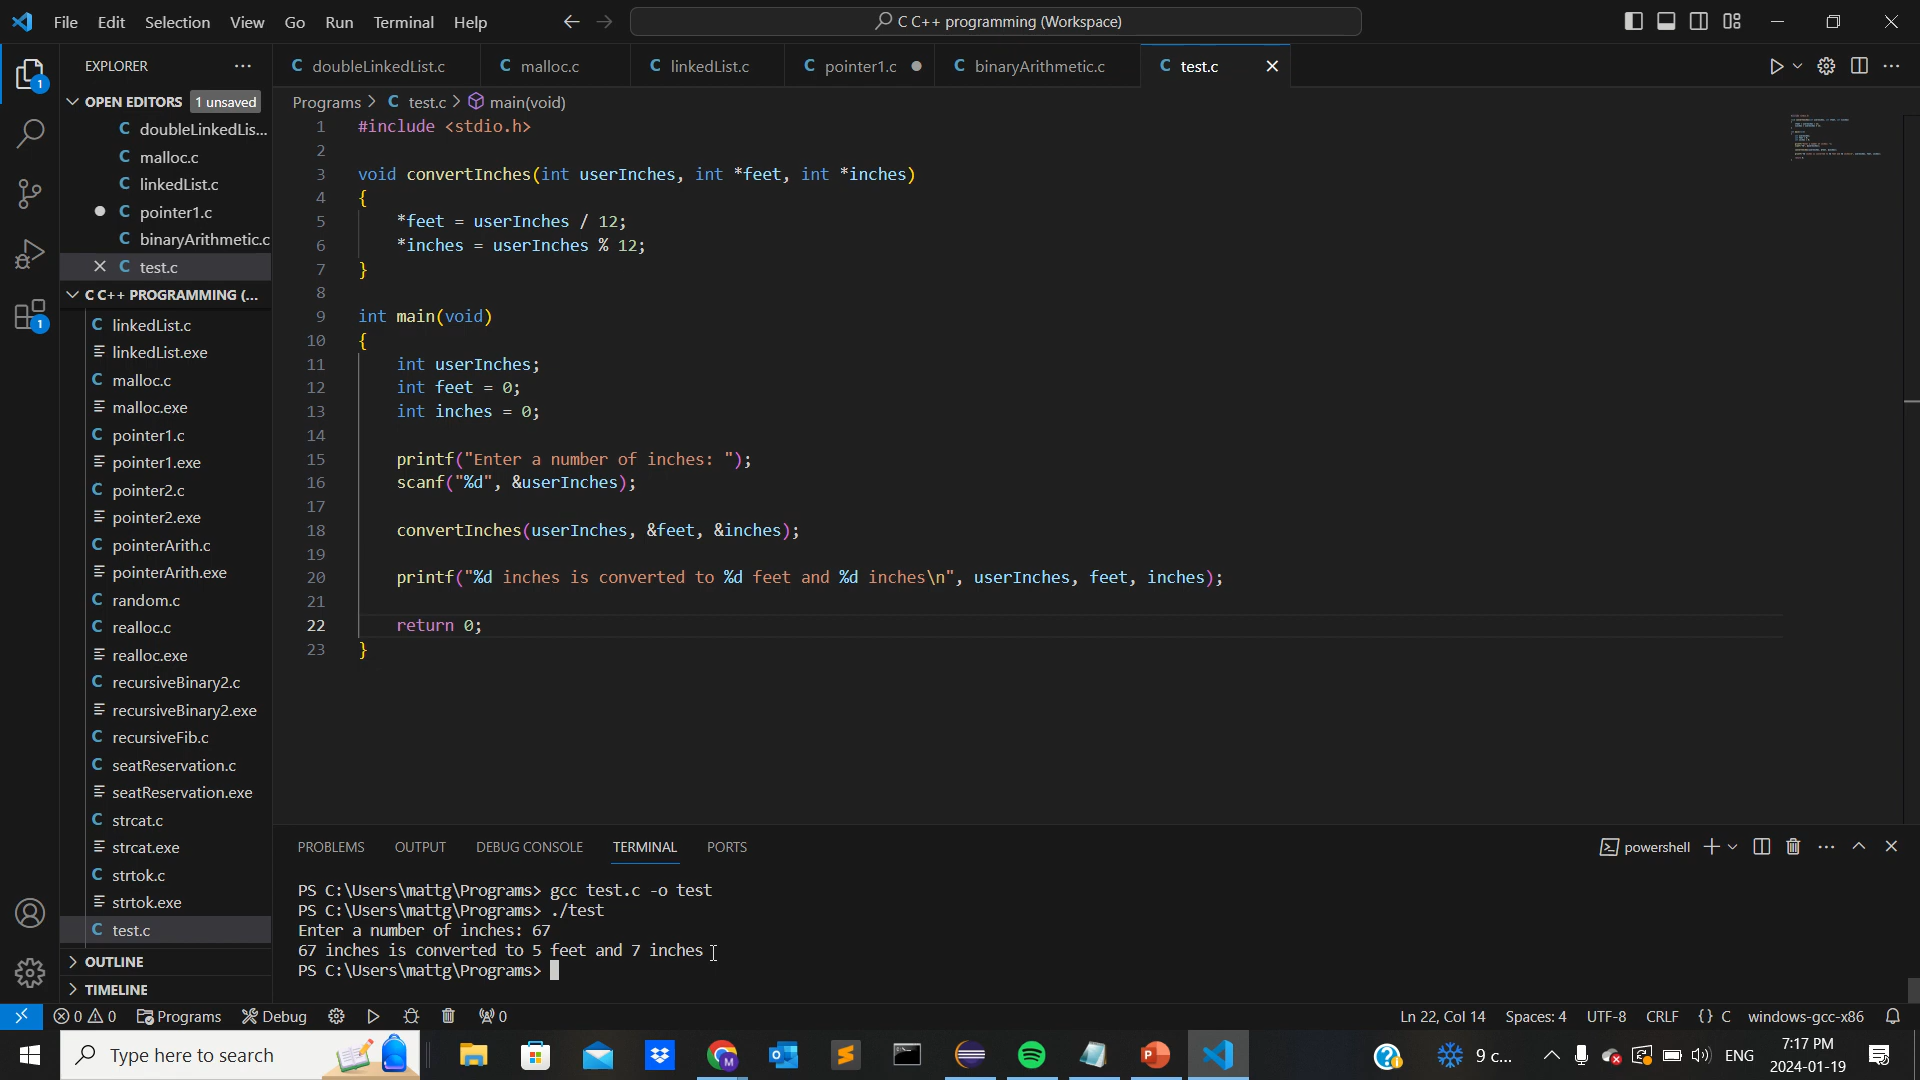 File Edit Selection View Go Run Terminal Help
C C++ programming (Workspace)
EXPLORER
OPEN EDITORS 1 unsaved
doubleLinkedLis...
malloc.c
linkedList.c
pointer1.c
binaryArithmetic.c
test.c
C C++ PROGRAMMING (...
linkedList.c
linkedList.exe
malloc.c
malloc.exe
pointer1.c
pointer1.exe
pointer2.c
pointer2.exe
pointerArith.c
pointerArith.exe
random.c
realloc.c
realloc.exe
recursiveBinary2.c
recursiveBinary2.exe
recursiveFib.c
seatReservation.c
seatReservation.exe
strcat.c
strcat.exe
strtok.c
strtok.exe
test.c
OUTLINE
TIMELINE
doubleLinkedList.c malloc.c linkedList.c pointer1.c binaryArithmetic.c test.c
Programs > C test.c > main(void)
1 #include <stdio.h>
2
3 void convertInches(int userInches, int *feet, int *inches)
4 {
5 *feet = userInches / 12;
6 *inches = userInches % 12;
7 }
8
9 int main(void)
10 {
11 int userInches;
12 int feet = 0;
13 int inches = 0;
14
15 printf("Enter a number of inches: ");
16 scanf("%d", &userInches);
17
18 convertInches(userInches, &feet, &inches);
19
20 printf("%d inches is converted to %d feet and %d inches\n", userInches, feet, inches);
21
22 return 0;
23 }
PROBLEMS OUTPUT DEBUG CONSOLE TERMINAL PORTS
powershell
PS C:\Users\mattg\Programs> gcc test.c -o test
PS C:\Users\mattg\Programs> ./test
Enter a number of inches: 67
67 inches is converted to 5 feet and 7 inches
PS C:\Users\mattg\Programs>
0 0 Programs Debug 0 Ln 22, Col 14 Spaces: 4 UTF-8 CRLF {} C windows-gcc-x86
Type here to search
9 c...
ENG
7:17 PM
2024-01-19